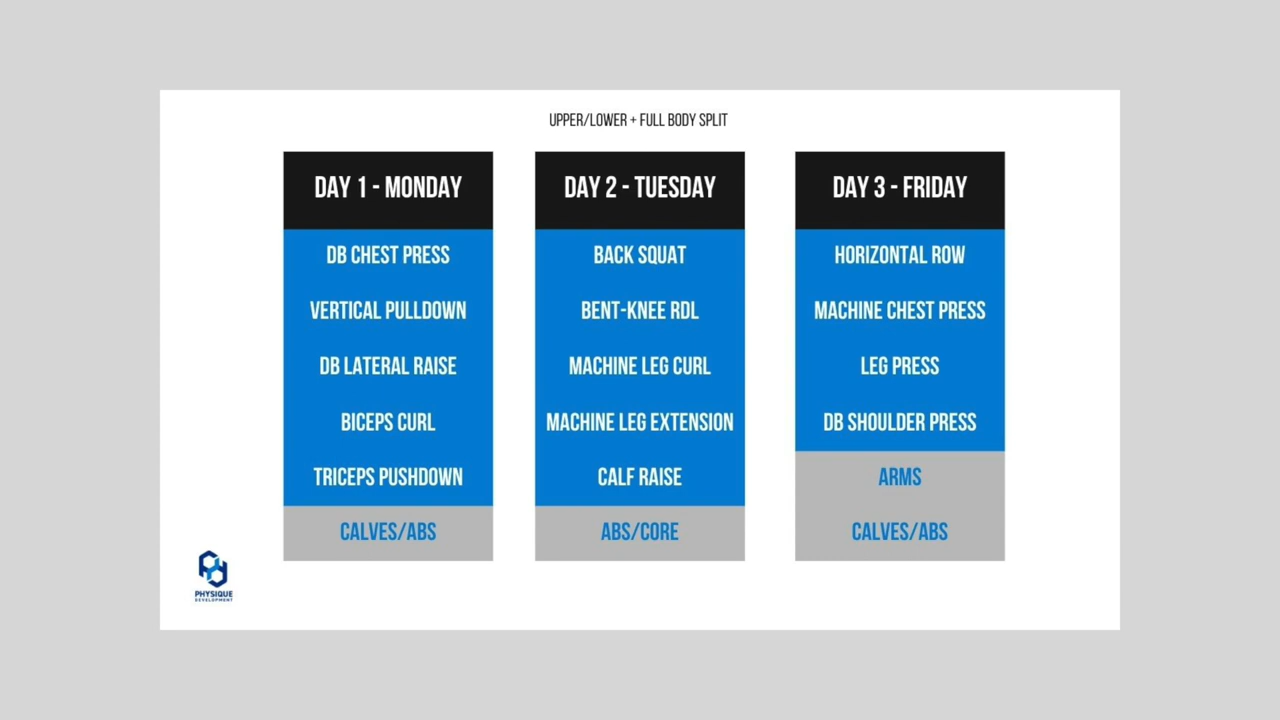 UPPER/LOWER + FULL BODY SPLIT
DAY 1 - MONDAY
DB CHEST PRESS
VERTICAL PULLDOWN
DB LATERAL RAISE
BICEPS CURL
TRICEPS PUSHDOWN
CALVES/ABS
DAY 2 - TUESDAY
BACK SQUAT
BENT-KNEE RDL
MACHINE LEG CURL
MACHINE LEG EXTENSION
CALF RAISE
ABS/CORE
DAY 3 - FRIDAY
HORIZONTAL ROW
MACHINE CHEST PRESS
LEG PRESS
DB SHOULDER PRESS
ARMS
CALVES/ABS
PHYSIQUE
DEVELOPMENT